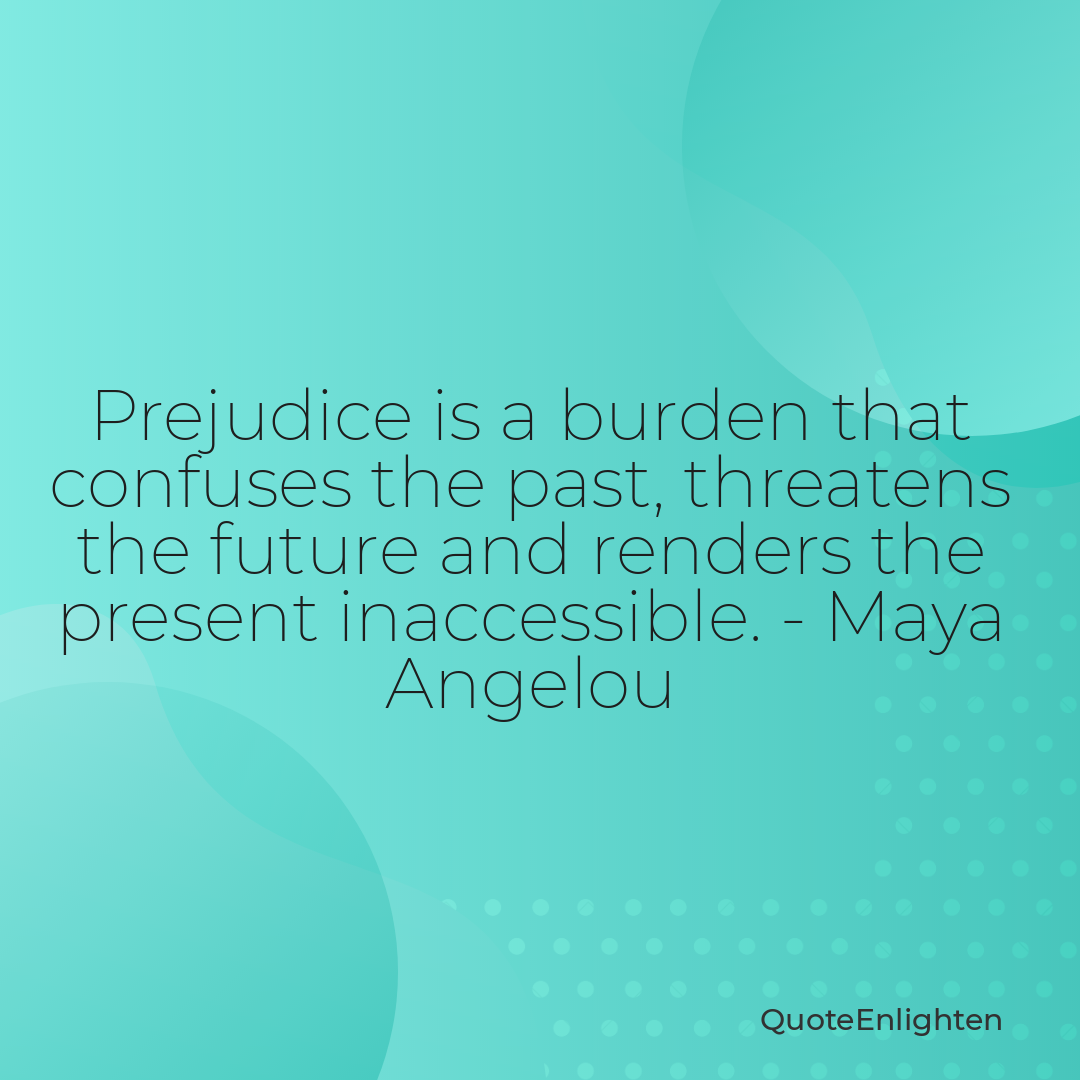 Prejudice is a burden that
confuses the past, threatens
the future and renders the
present inaccessible. - Maya
Angelou
QuoteEnlighten